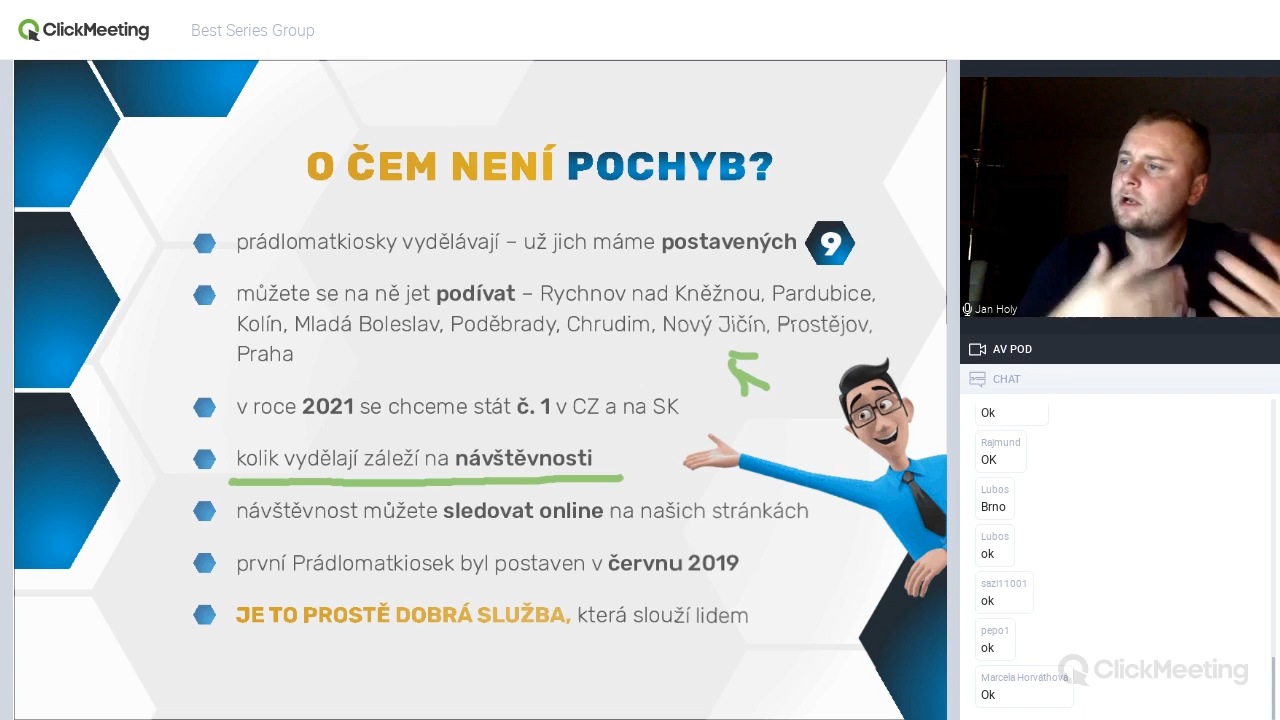 ClickMeeting
Best Series Group
O ČEM NENÍ POCHYB?
prádlomatkiosky vydělávají – už jich máme postavených 9
můžete se na ně jet podívat – Rychnov nad Kněžnou, Pardubice,
Kolín, Mladá Boleslav, Poděbrady, Chrudim, Nový Jičín, Prostějov,
Praha
v roce 2021 se chceme stát č. 1 v CZ a na SK
kolik vydělají záleží na návštěvnosti
návštěvnost můžete sledovat online na našich stránkách
první Prádlomatkiosek byl postaven v červnu 2019
JE TO PROSTĚ DOBRÁ SLUŽBA, která slouží lidem
Jan Holy
AV POD
CHAT
Ok
Rajmund
OK
Lubos
Brno
Lubos
ok
sazi11001
ok
pepo1
ok
Marcela Horváthová
Ok
ClickMeeting